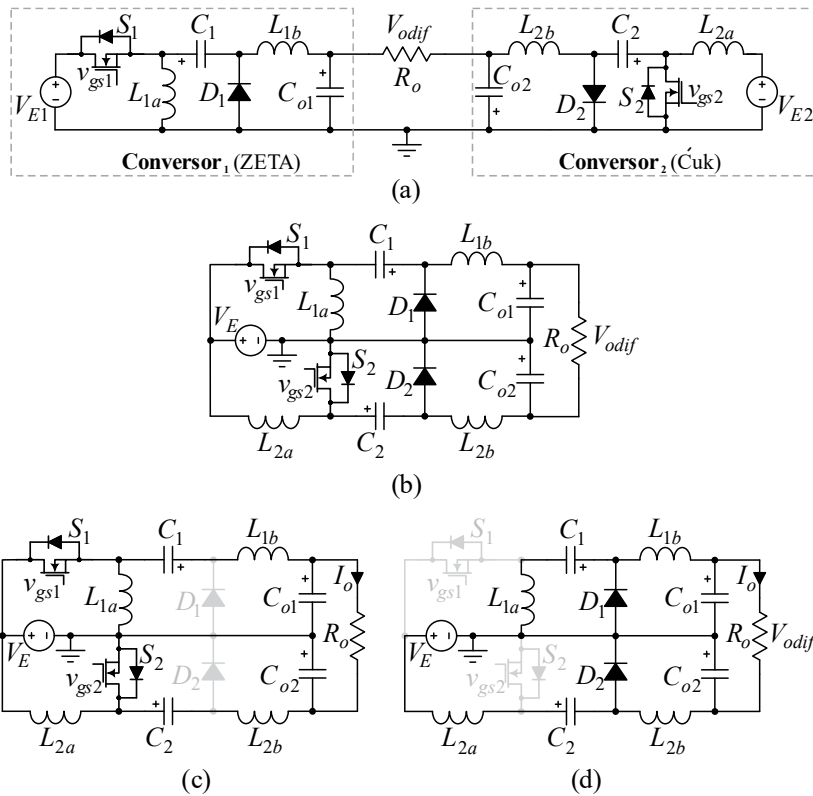 S1 C1 L1b Vodif L2b C2 L2a
vgs1 L1a D1 Co1 Ro Co2 D2 S2 vgs2
VE1 VE2
Conversor1 (ZETA) Conversor2 (Ćuk)
(a)
S1 C1 L1b
vgs1 L1a D1 Co1
VE Ro Vodif
vgs2 S2 D2 Co2
L2a C2 L2b
(b)
S1 C1 L1b Io
vgs1 L1a D1 Co1
VE Ro
vgs2 S2 D2 Co2
L2a C2 L2b
(c)
S1 C1 L1b Io
vgs1 L1a D1 Co1
VE Ro Vodif
vgs2 S2 D2 Co2
L2a C2 L2b
(d)